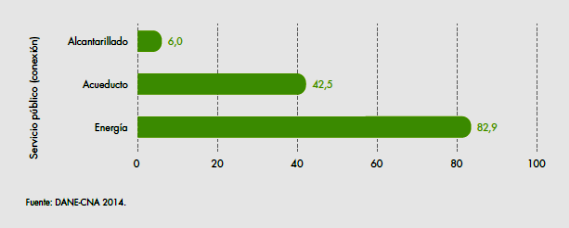 Servicio público (conexión)
Alcantarillado 6,0
Acueducto 42,5
Energía 82,9
0 20 40 60 80 100
Fuente: DANE-CNA 2014.